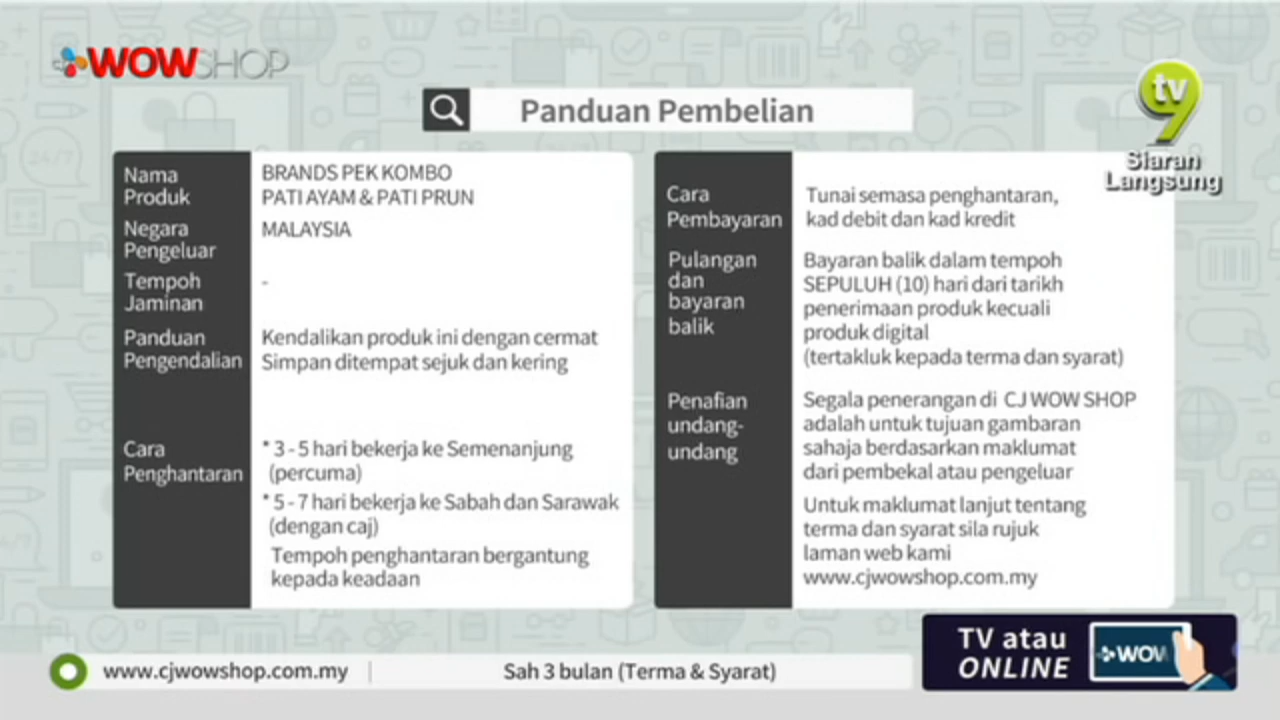 WOWSHOP
Panduan Pembelian
tv
9
Siaran
Langsung
Nama
Produk
BRANDS PEK KOMBO
PATI AYAM & PATI PRUN
Negara
Pengeluar
MALAYSIA
Tempoh
Jaminan
-
Panduan
Pengendalian
Kendalikan produk ini dengan cermat
Simpan ditempat sejuk dan kering
Cara
Penghantaran
* 3 - 5 hari bekerja ke Semenanjung
(percuma)
* 5 - 7 hari bekerja ke Sabah dan Sarawak
(dengan caj)
Tempoh penghantaran bergantung
kepada keadaan
Cara
Pembayaran
Tunai semasa penghantaran,
kad debit dan kad kredit
Pulangan
dan
bayaran
balik
Bayaran balik dalam tempoh
SEPULUH (10) hari dari tarikh
penerimaan produk kecuali
produk digital
(tertakluk kepada terma dan syarat)
Penafian
undang-
undang
Segala penerangan di CJ WOW SHOP
adalah untuk tujuan gambaran
sahaja berdasarkan maklumat
dari pembekal atau pengeluar
Untuk maklumat lanjut tentang
terma dan syarat sila rujuk
laman web kami
www.cjwowshop.com.my
www.cjwowshop.com.my
Sah 3 bulan (Terma & Syarat)
TV atau
ONLINE
WOW